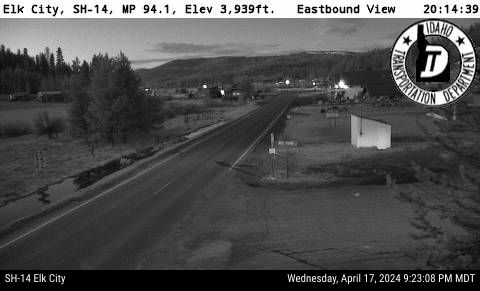 Elk City, SH-14, MP 94.1, Elev 3,939ft. Eastbound View 20:14:39
IDAHO
TRANSPORTATION DEPARTMENT
SH-14 Elk City Wednesday, April 17, 2024 9:23:08 PM MDT